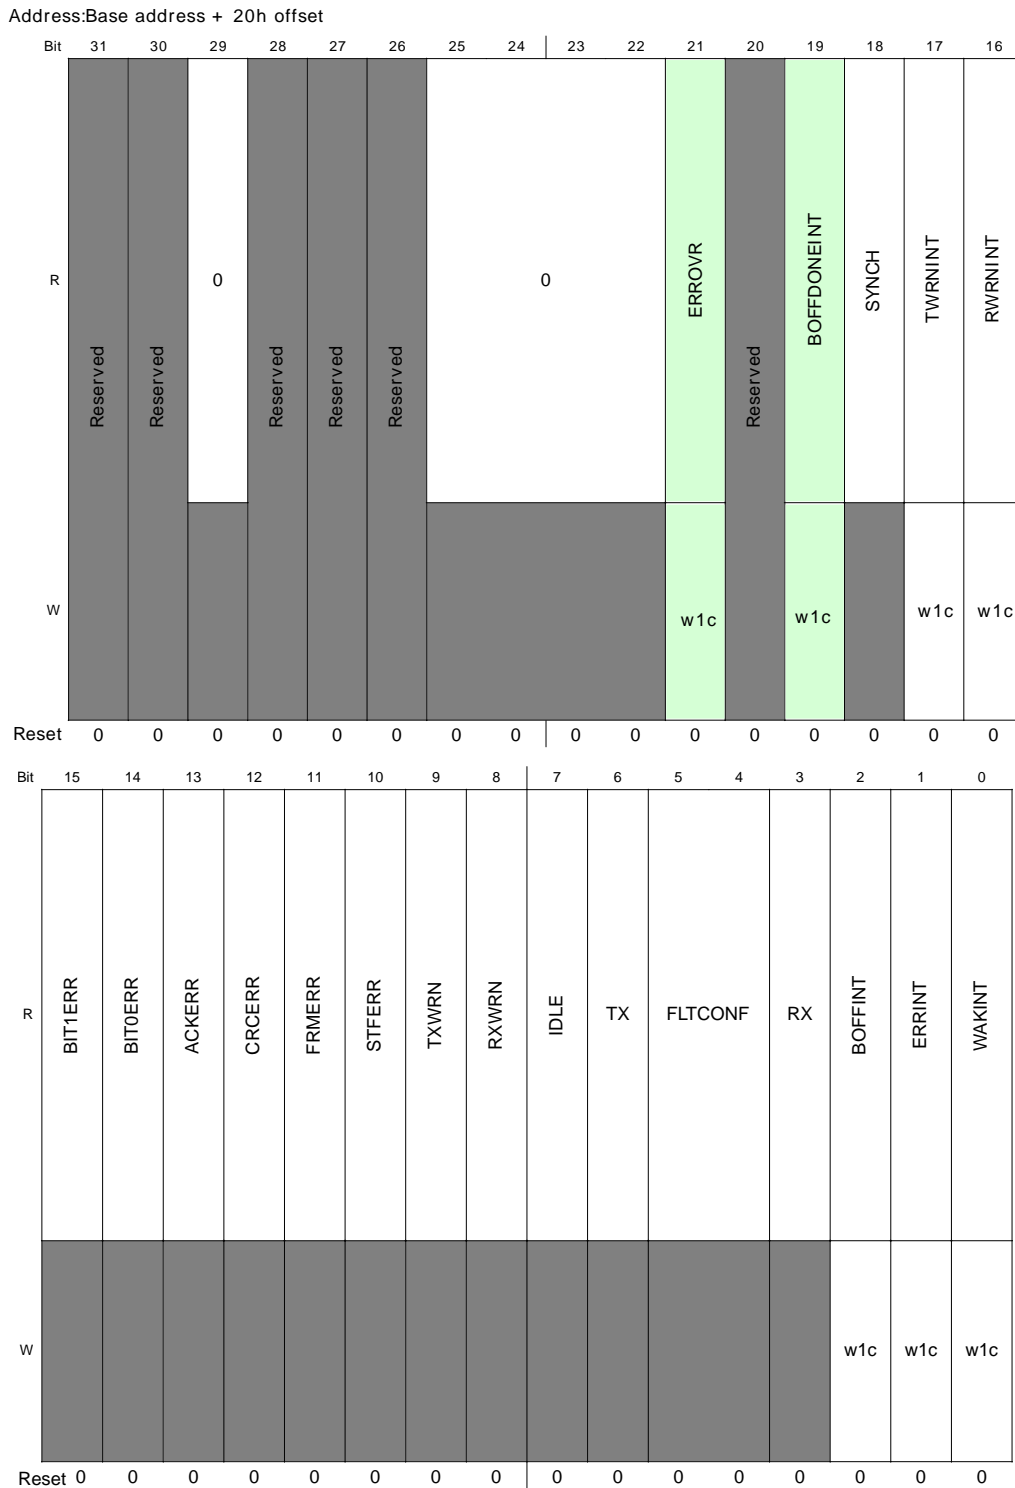 Address:Base address + 20h offset
Bit 31 30 29 28 27 26 25 24 23 22 21 20 19 18 17 16
R Reserved Reserved 0 Reserved Reserved Reserved 0 ERROVR Reserved BOFFDONEINT SYNCH TWRNINT RWRNINT
W w1c w1c w1c w1c
Reset 0 0 0 0 0 0 0 0 0 0 0 0 0 0 0 0
Bit 15 14 13 12 11 10 9 8 7 6 5 4 3 2 1 0
R BIT1ERR BIT0ERR ACKERR CRCERR FRMERR STFERR TXWRN RXWRN IDLE TX FLTCONF RX BOFFINT ERRINT WAKINT
W w1c w1c w1c
Reset 0 0 0 0 0 0 0 0 0 0 0 0 0 0 0 0